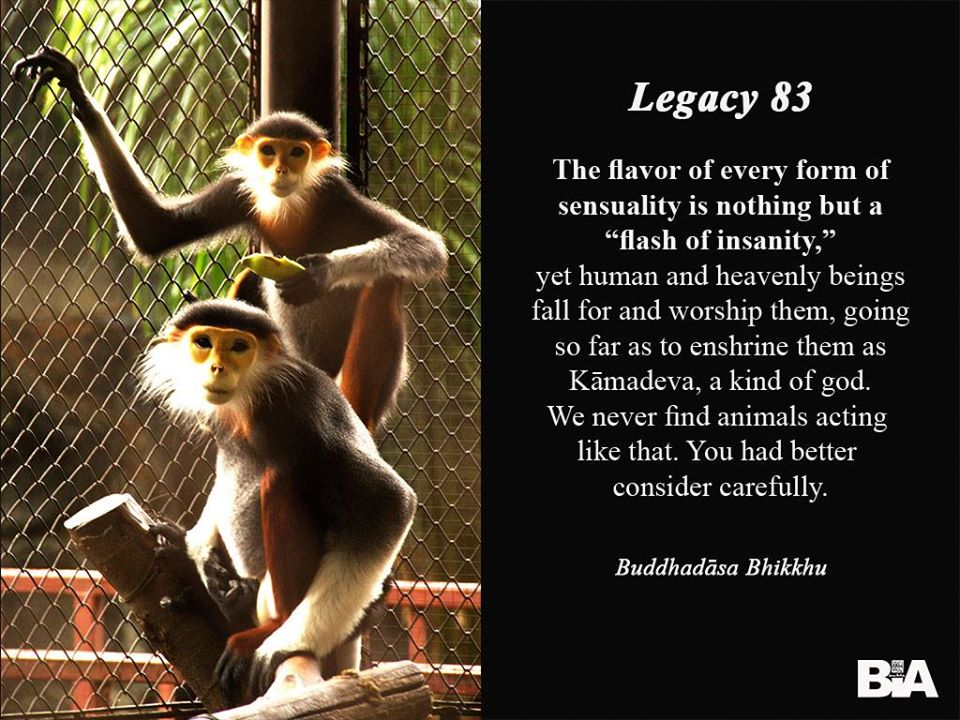 Legacy 83
The flavor of every form of
sensuality is nothing but a
“flash of insanity,”
yet human and heavenly beings
fall for and worship them, going
so far as to enshrine them as
Kāmadeva, a kind of god.
We never find animals acting
like that. You had better
consider carefully.
Buddhadāsa Bhikkhu
BIA